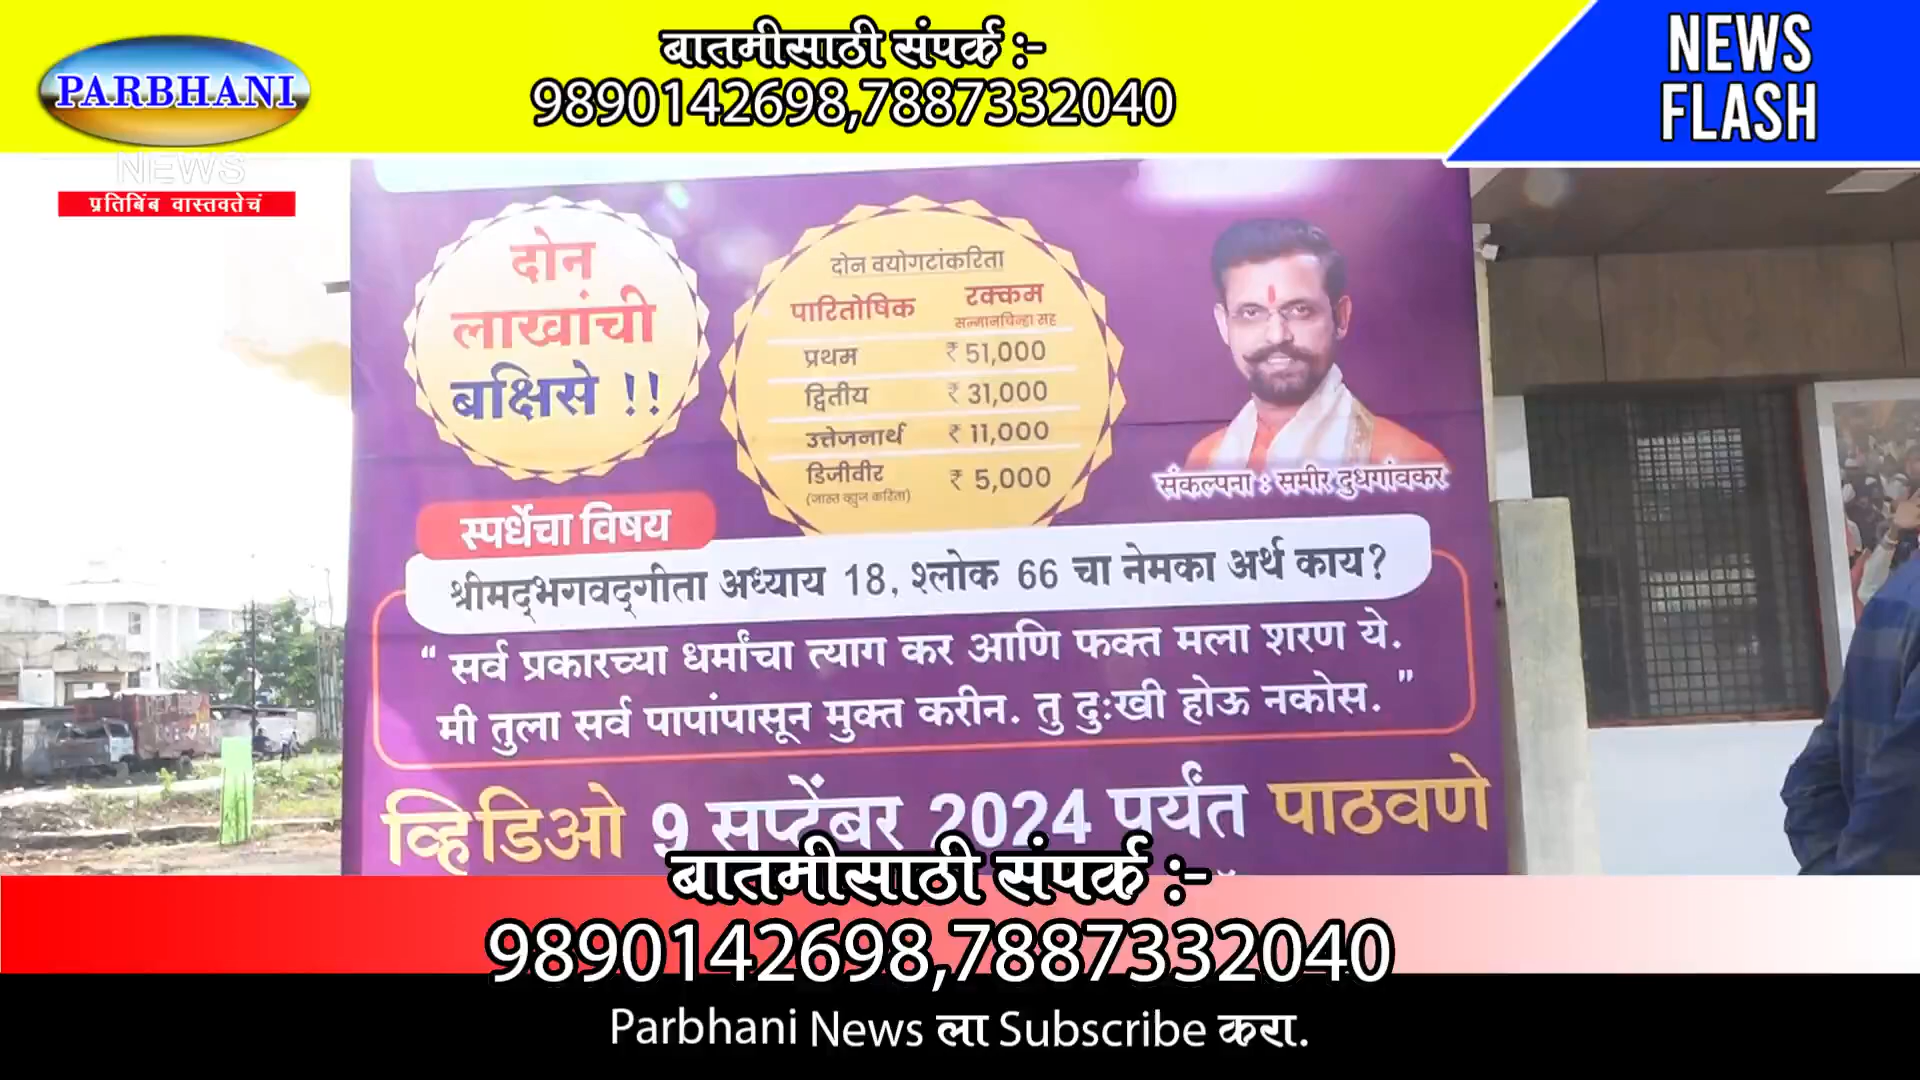 बातमीसाठी संपर्क :-
9890142698,7887332040
NEWS
FLASH
PARBHANI
NEWS
प्रतिबिंब वास्तवतेचं
दोन
लाखांची
बक्षिसे !!
दोन वयोगटांकरिता
पारितोषिक रक्कम
सन्मानचिन्हा सह
प्रथम ₹ 51,000
द्वितीय ₹ 31,000
उत्तेजनार्थ ₹ 11,000
डिजीवीर ₹ 5,000
(जास्त व्ह्युज करिता)
संकल्पना : समीर दुधगांवकर
स्पर्धेचा विषय
श्रीमद्‌भगवद्‌गीता अध्याय 18, श्लोक 66 चा नेमका अर्थ काय?
“ सर्व प्रकारच्या धर्मांचा त्याग कर आणि फक्त मला शरण ये.
मी तुला सर्व पापांपासून मुक्त करीन. तु दुःखी होऊ नकोस. ”
व्हिडिओ 9 सप्टेंबर 2024 पर्यंत पाठवणे
बातमीसाठी संपर्क :-
9890142698,7887332040
Parbhani News ला Subscribe करा.